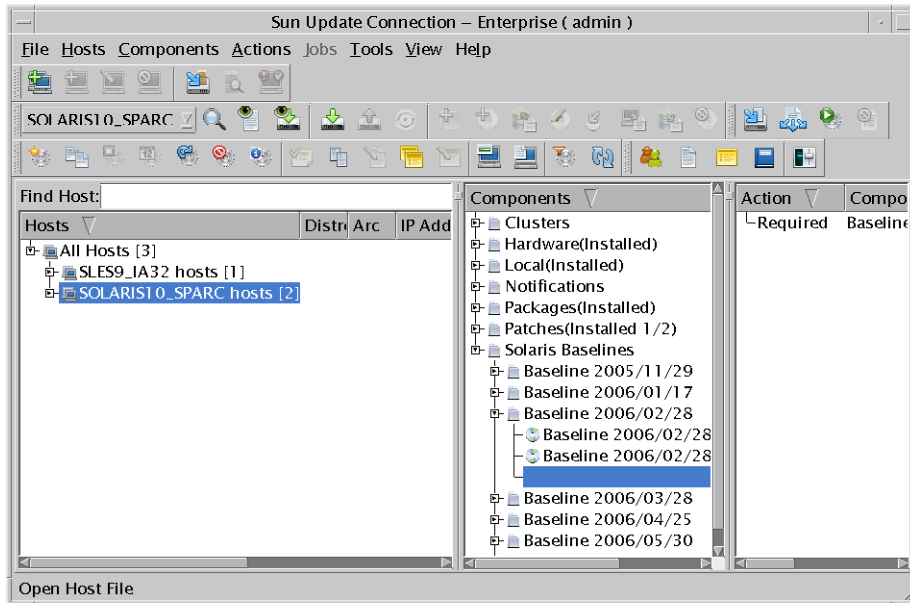 Sun Update Connection – Enterprise ( admin )
File Hosts Components Actions Jobs Tools View Help
SOLARIS10_SPARC
Find Host:
Hosts Distr Arc IP Add
All Hosts [3]
SLES9_IA32 hosts [1]
SOLARIS10_SPARC hosts [2]
Components
Clusters
Hardware(Installed)
Local(Installed)
Notifications
Packages(Installed)
Patches(Installed 1/2)
Solaris Baselines
Baseline 2005/11/29
Baseline 2006/01/17
Baseline 2006/02/28
Baseline 2006/02/28
Baseline 2006/02/28
Baseline 2006/03/28
Baseline 2006/04/25
Baseline 2006/05/30
Action Compo
Required Baseline
Open Host File